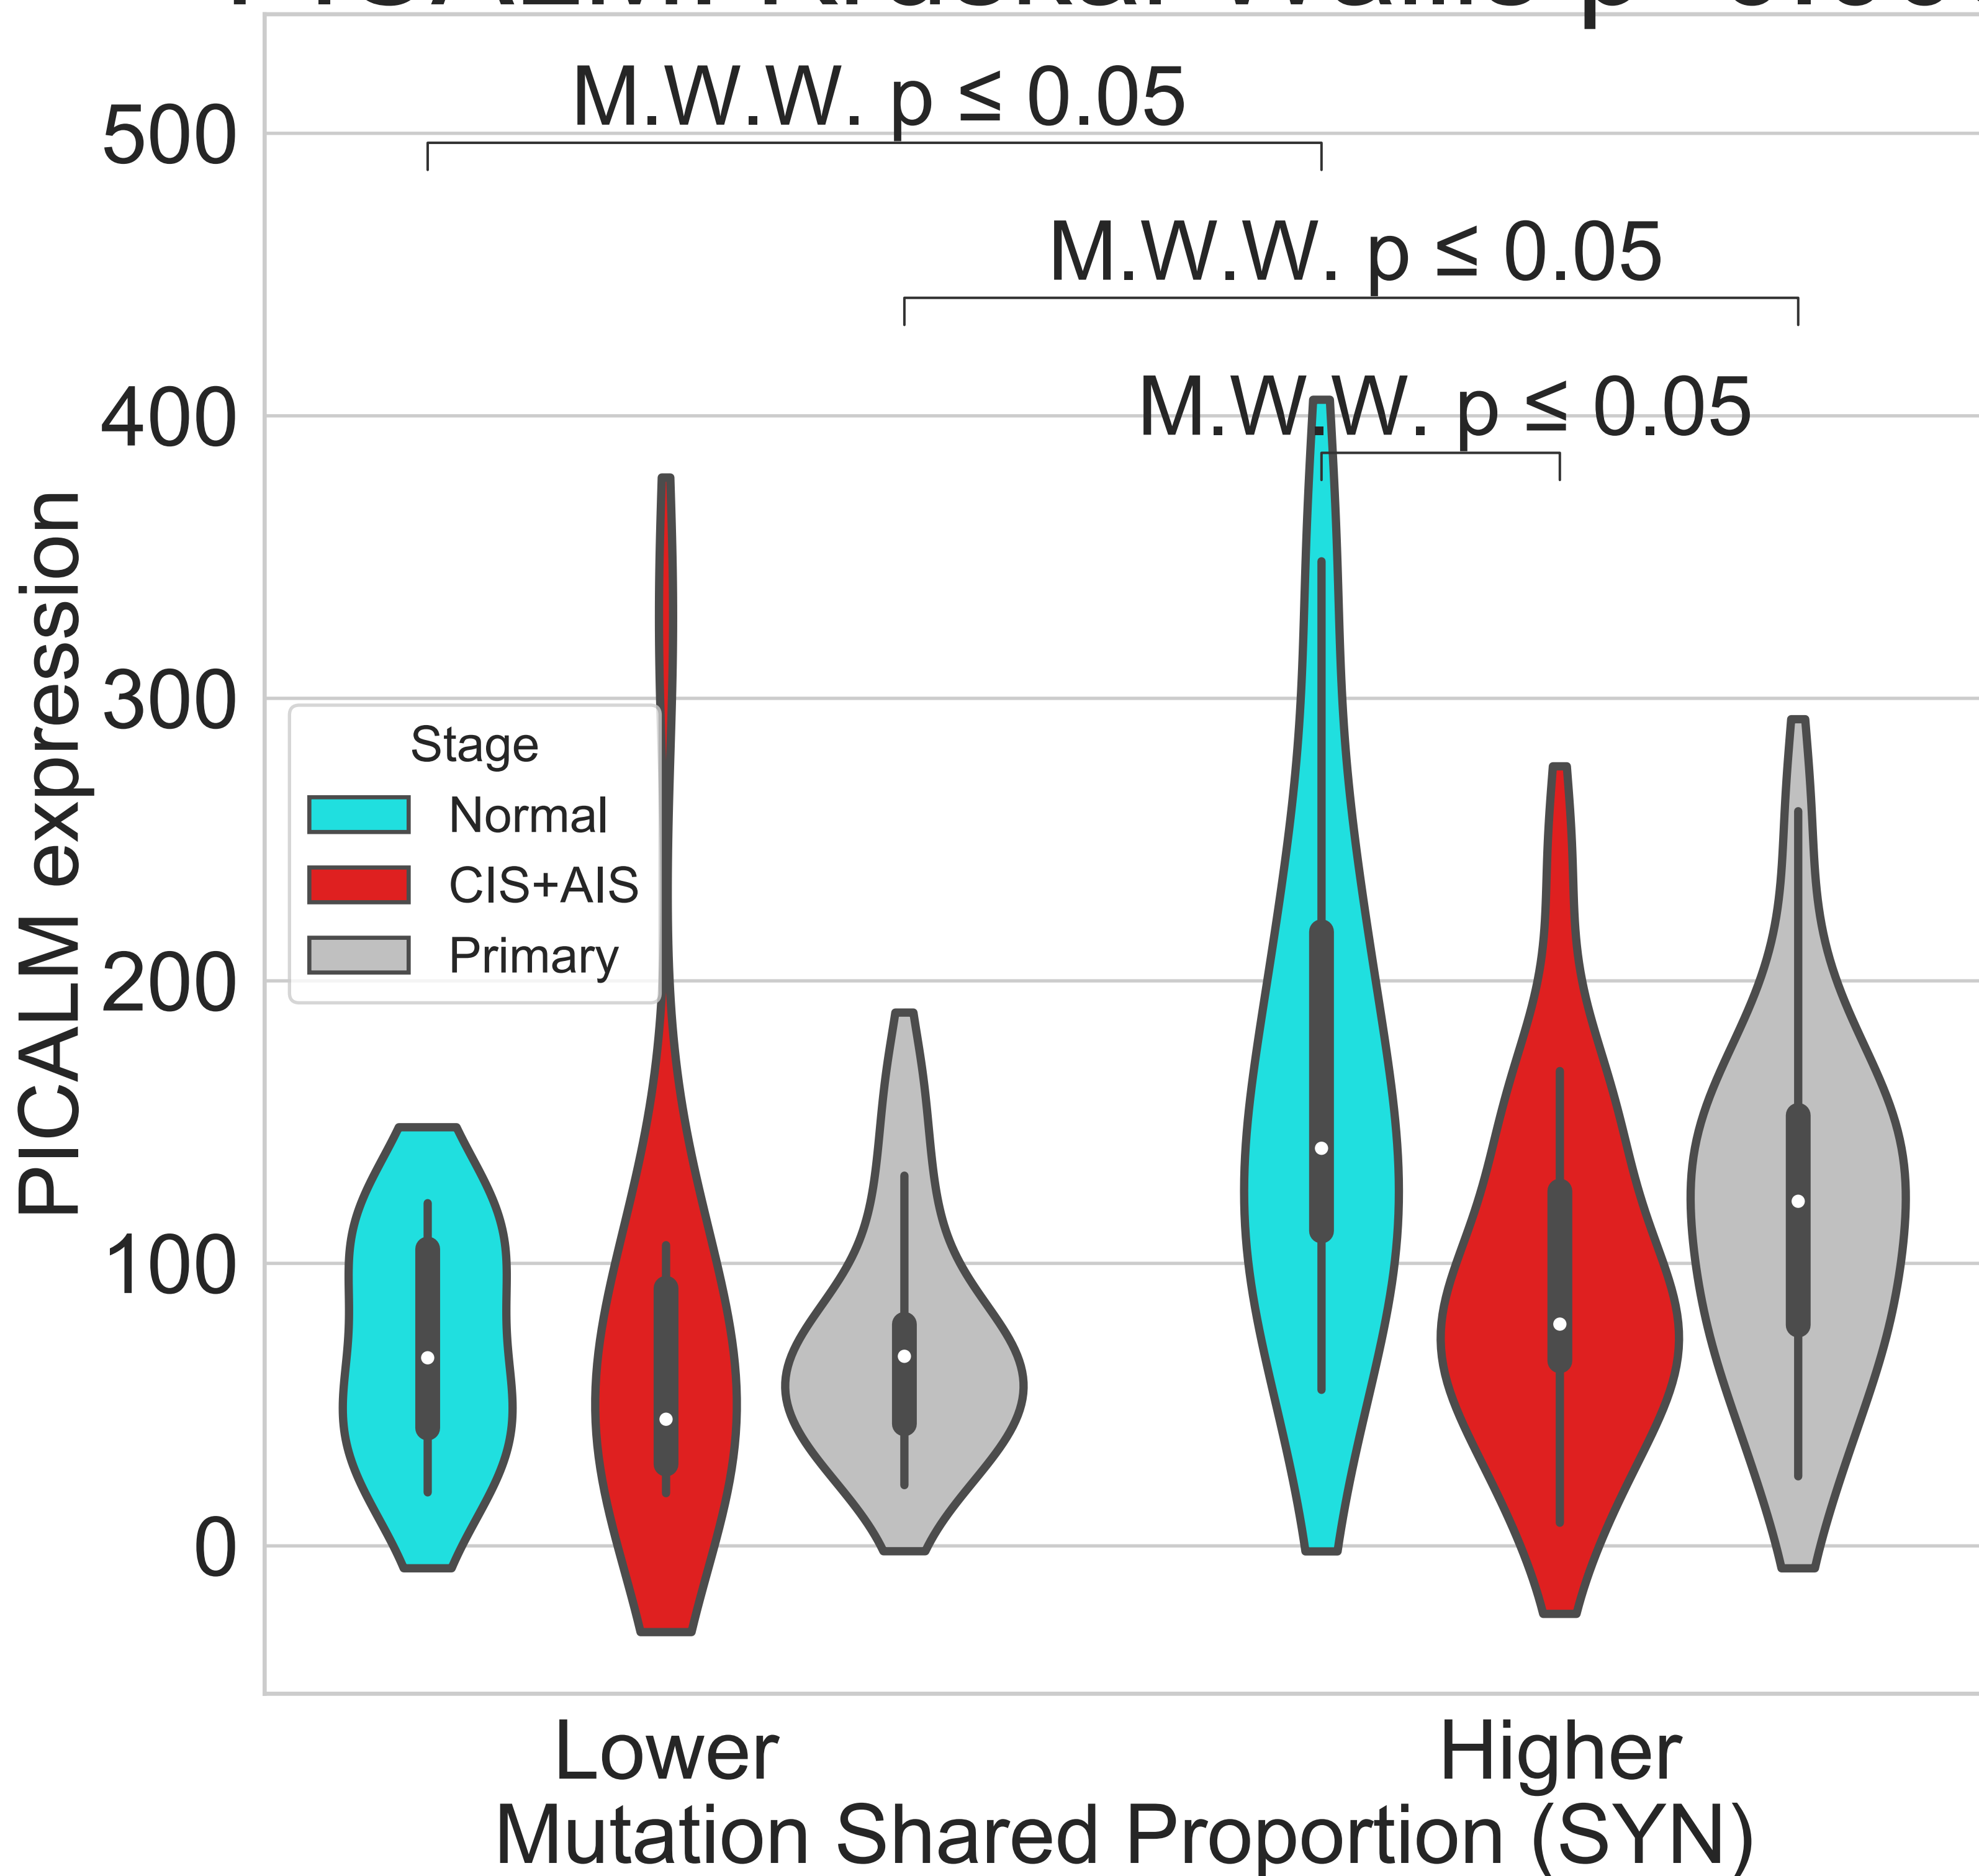 M.W.W. p ≤ 0.05
500
M.W.W. p ≤ 0.05
M.W.W. p ≤ 0.05
400
300
200
100
0
PICALM expression
Stage
Normal
CIS+AIS
Primary
Lower
Higher
Mutation Shared Proportion (SYN)